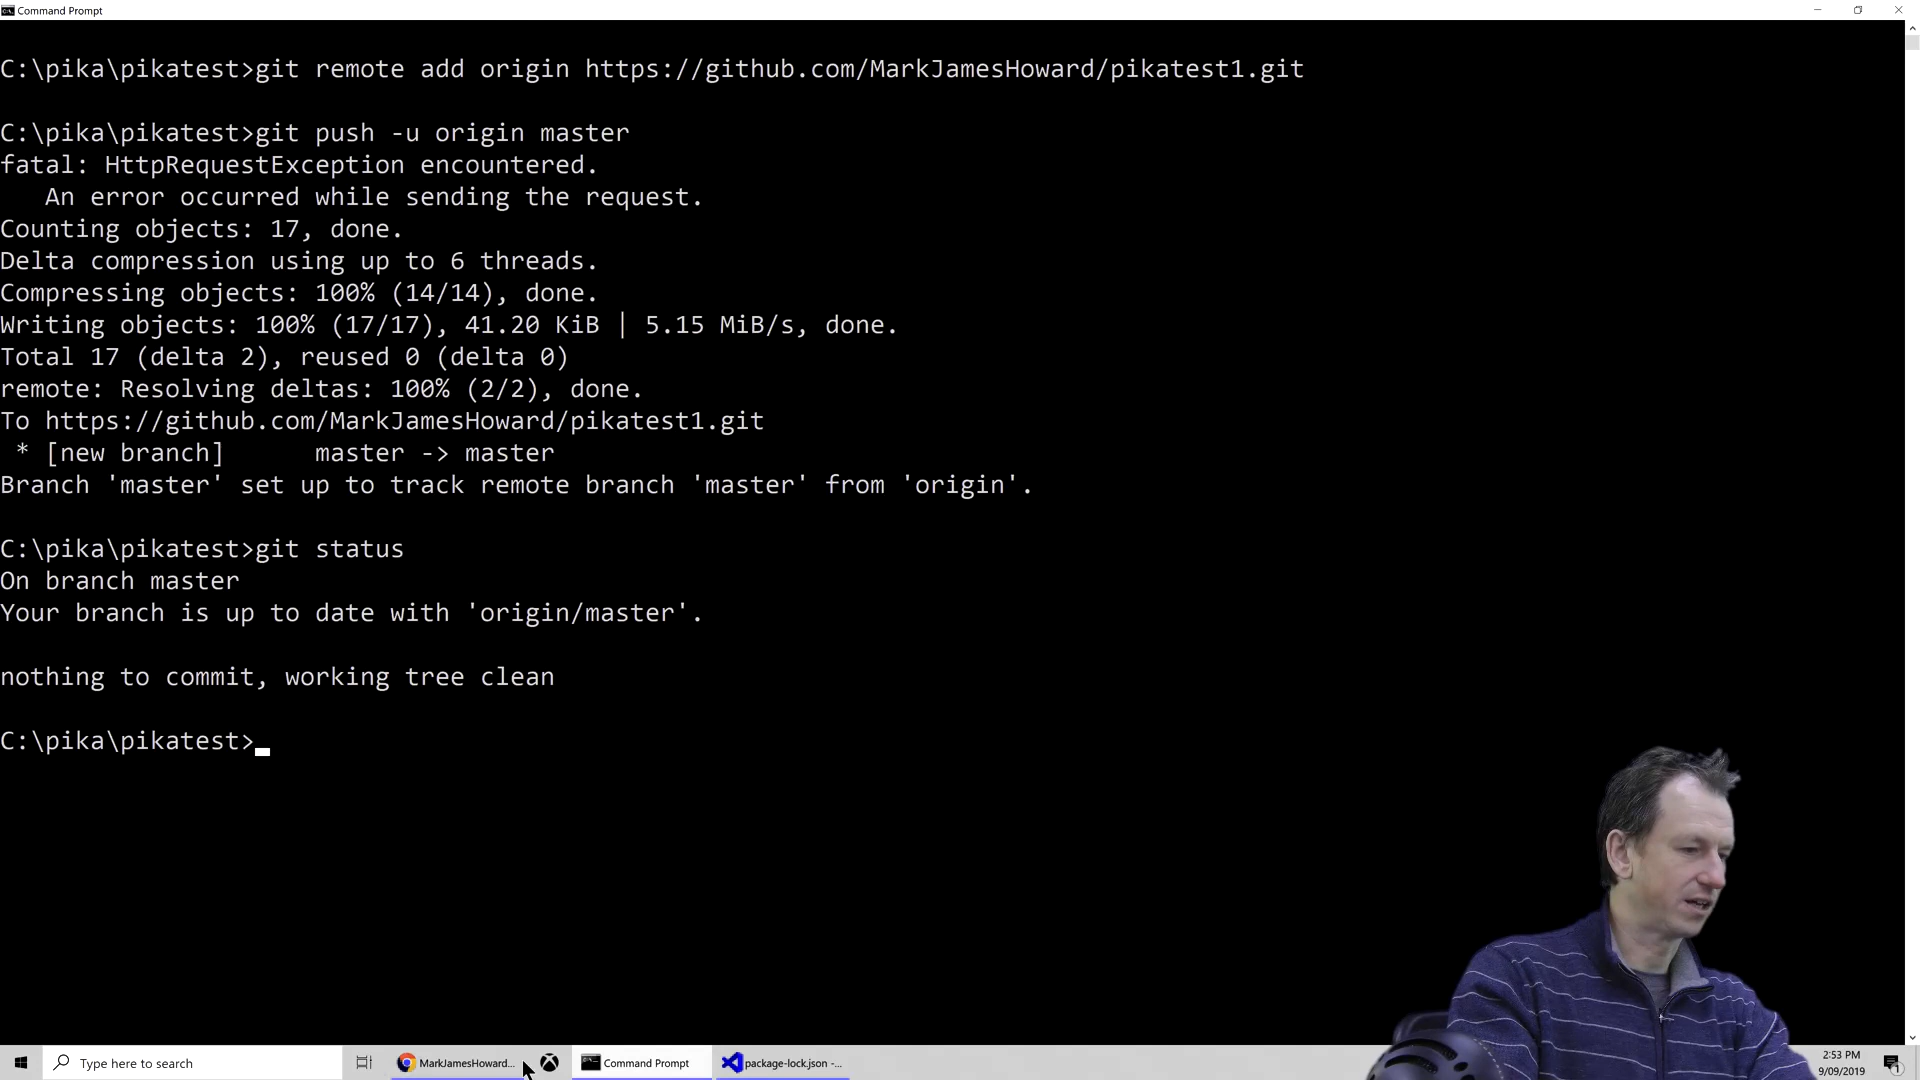 Command Prompt
C:\pika\pikatest>git remote add origin https://github.com/MarkJamesHoward/pikatest1.git
C:\pika\pikatest>git push -u origin master
fatal: HttpRequestException encountered.
   An error occurred while sending the request.
Counting objects: 17, done.
Delta compression using up to 6 threads.
Compressing objects: 100% (14/14), done.
Writing objects: 100% (17/17), 41.20 KiB | 5.15 MiB/s, done.
Total 17 (delta 2), reused 0 (delta 0)
remote: Resolving deltas: 100% (2/2), done.
To https://github.com/MarkJamesHoward/pikatest1.git
 * [new branch]      master -> master
Branch 'master' set up to track remote branch 'master' from 'origin'.
C:\pika\pikatest>git status
On branch master
Your branch is up to date with 'origin/master'.
nothing to commit, working tree clean
C:\pika\pikatest>
Type here to search
MarkJamesHoward...
Command Prompt
package-lock.json -...
2:53 PM
9/09/2019
1